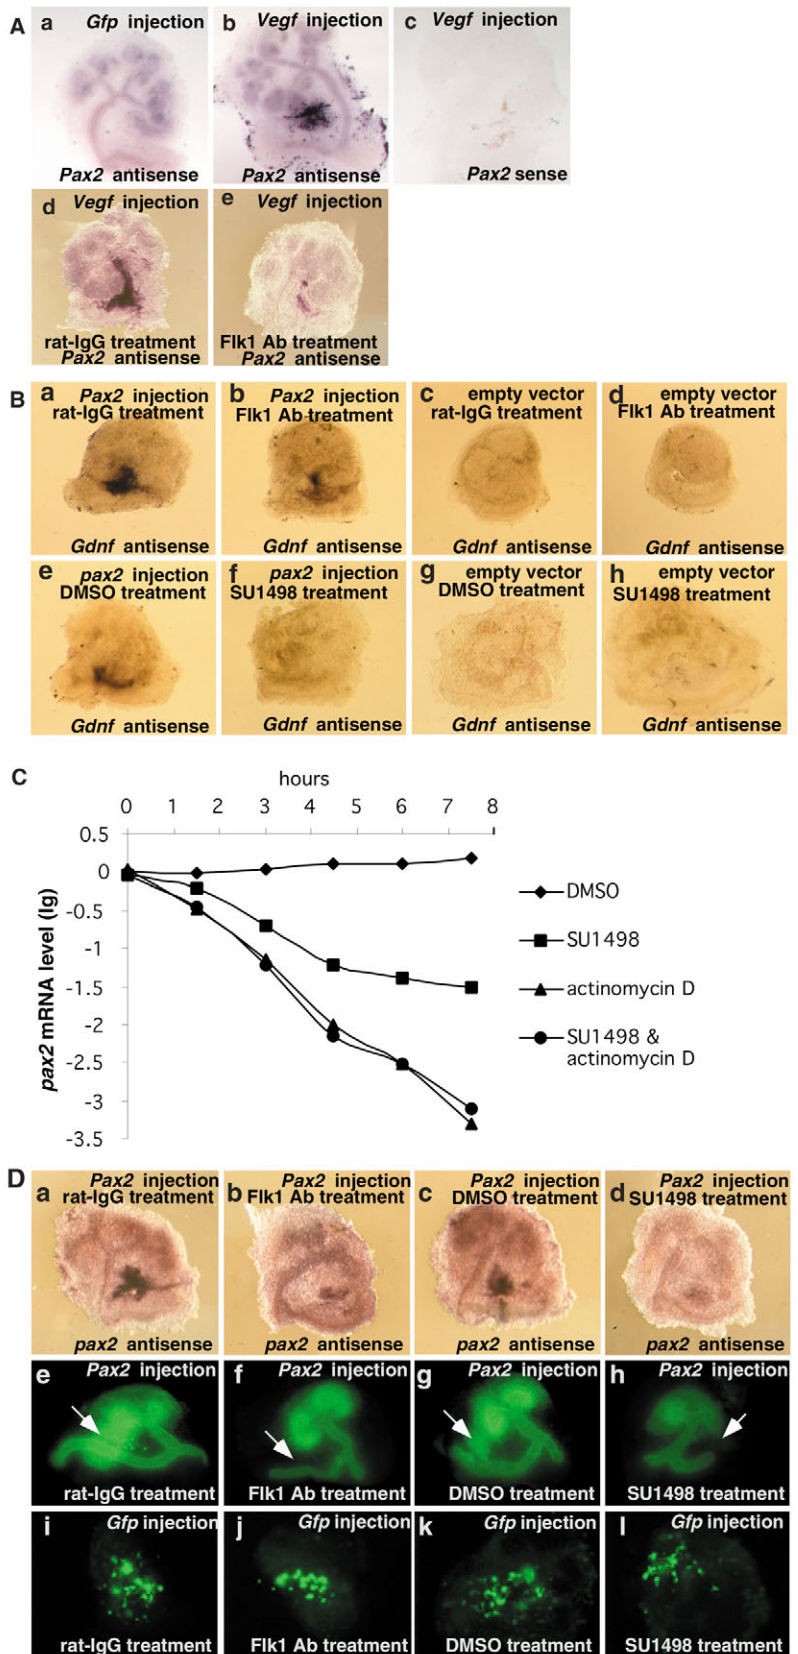 A
a Gfp injection
Pax2 antisense
b Vegf injection
Pax2 antisense
c Vegf injection
Pax2 sense
d Vegf injection
rat-IgG treatment
Pax2 antisense
e Vegf injection
Flk1 Ab treatment
Pax2 antisense
B
a Pax2 injection
rat-IgG treatment
Gdnf antisense
b Pax2 injection
Flk1 Ab treatment
Gdnf antisense
c empty vector
rat-IgG treatment
Gdnf antisense
d empty vector
Flk1 Ab treatment
Gdnf antisense
e pax2 injection
DMSO treatment
Gdnf antisense
f pax2 injection
SU1498 treatment
Gdnf antisense
g empty vector
DMSO treatment
Gdnf antisense
h empty vector
SU1498 treatment
Gdnf antisense
C
hours
0 1 2 3 4 5 6 7 8
0.5
0
-0.5
-1
-1.5
-2
-2.5
-3
-3.5
pax2 mRNA level (lg)
DMSO
SU1498
actinomycin D
SU1498 &
actinomycin D
D
a Pax2 injection
rat-IgG treatment
pax2 antisense
b Pax2 injection
Flk1 Ab treatment
pax2 antisense
c Pax2 injection
DMSO treatment
pax2 antisense
d Pax2 injection
SU1498 treatment
pax2 antisense
e Pax2 injection
rat-IgG treatment
f Pax2 injection
Flk1 Ab treatment
g Pax2 injection
DMSO treatment
h Pax2 injection
SU1498 treatment
i Gfp injection
rat-IgG treatment
j Gfp injection
Flk1 Ab treatment
k Gfp injection
DMSO treatment
l Gfp injection
SU1498 treatment